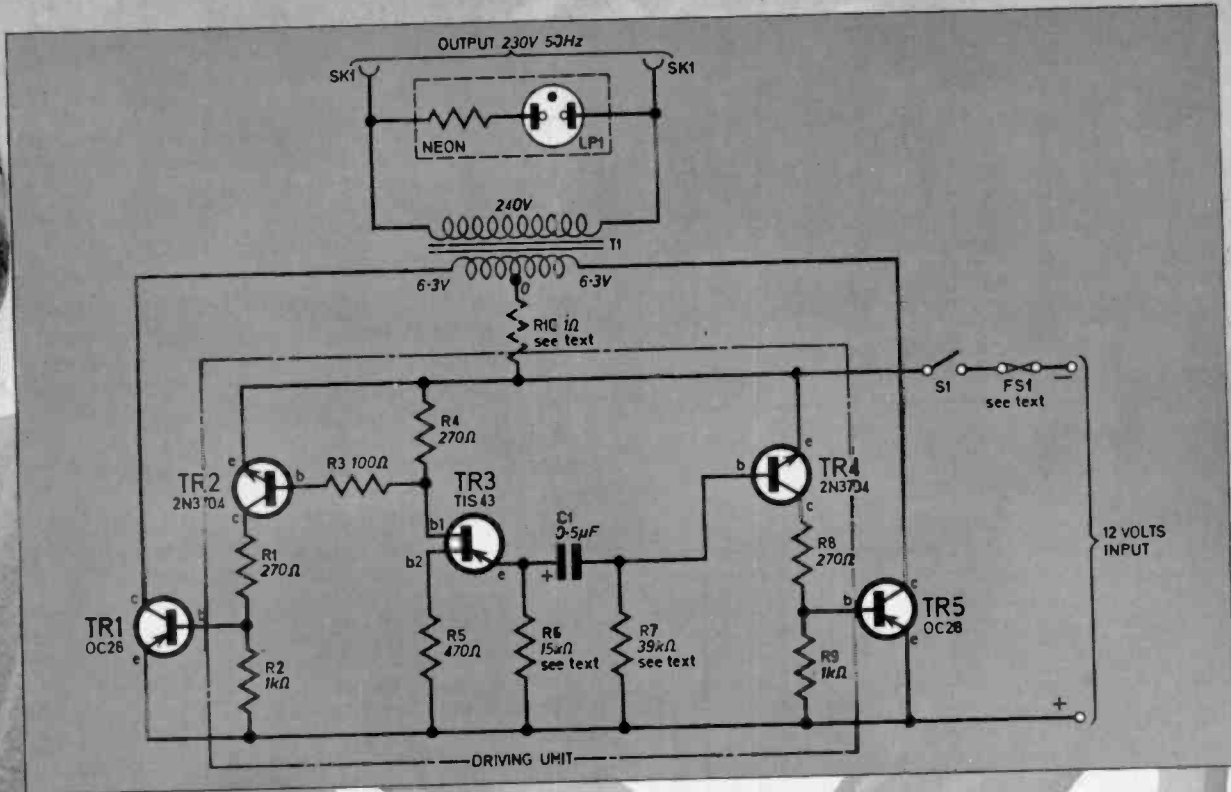 OUTPUT 230V 50Hz
SK1
SK1
NEON
LP1
240V
T1
6·3V
0
6·3V
R10 1Ω
see text
S1
FS1
see text
−
R4
270Ω
e
TR2
2N3704
b
R3 100Ω
c
TR3
TIS43
b1
b2
e
C1
0·5μF
+
b
e
TR4
2N3704
c
12 VOLTS
INPUT
R1
270Ω
R8
270Ω
c
TR1
OC28
b
e
R2
1kΩ
R5
470Ω
R6
15kΩ
see text
R7
39kΩ
see text
R9
1kΩ
b
c
TR5
OC28
e
+
DRIVING UNIT